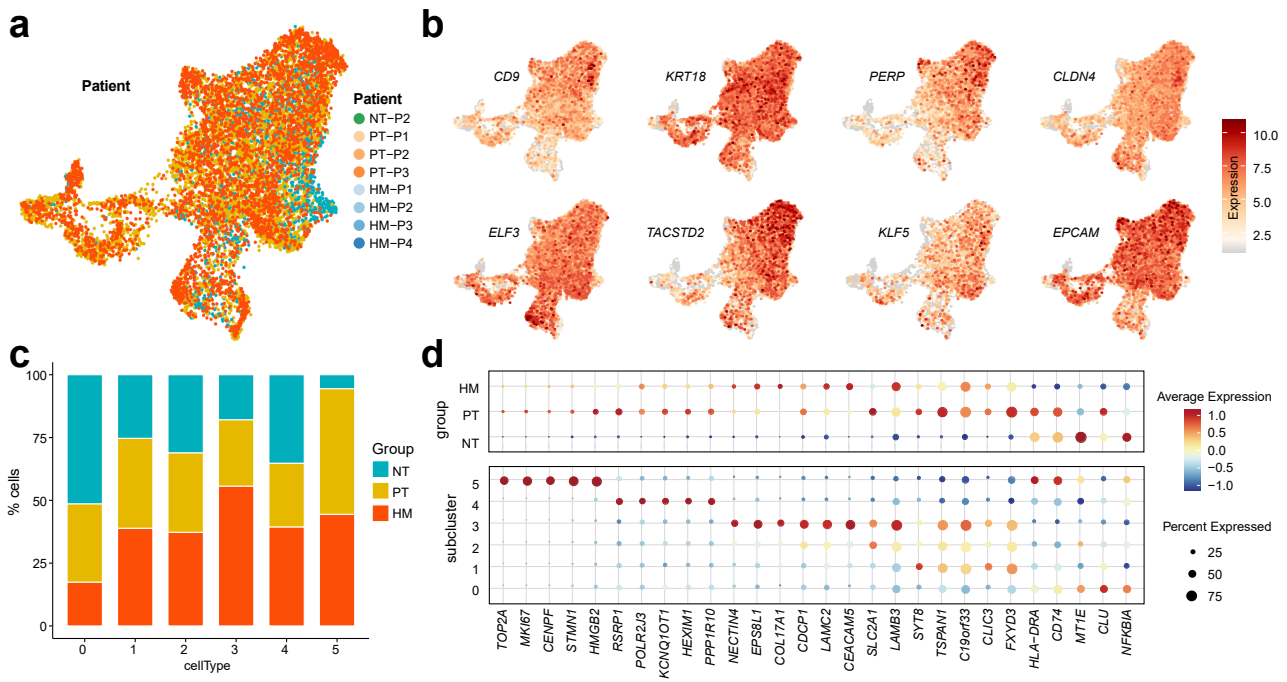 a
Patient
Patient
NT−P2
PT−P1
PT−P2
PT−P3
HM−P1
HM−P2
HM−P3
HM−P4
b
CD9
KRT18
PERP
CLDN4
ELF3
TACSTD2
KLF5
EPCAM
Expression
10.0
7.5
5.0
2.5
c
% cells
100
75
50
25
0
0 1 2 3 4 5
cellType
Group
NT
PT
HM
d
group
HM
PT
NT
subcluster
5
4
3
2
1
0
TOP2A
MKI67
CENPF
STMN1
HMGB2
RSRP1
POLR2J3
KCNQ1OT1
HEXIM1
PPP1R10
NECTIN4
EPS8L1
COL17A1
CDCP1
LAMC2
CEACAM5
SLC2A1
LAMB3
SYT8
TSPAN1
C19orf33
CLIC3
FXYD3
HLA−DRA
CD74
MT1E
CLU
NFKBIA
Average Expression
1.0
0.5
0.0
−0.5
−1.0
Percent Expressed
25
50
75